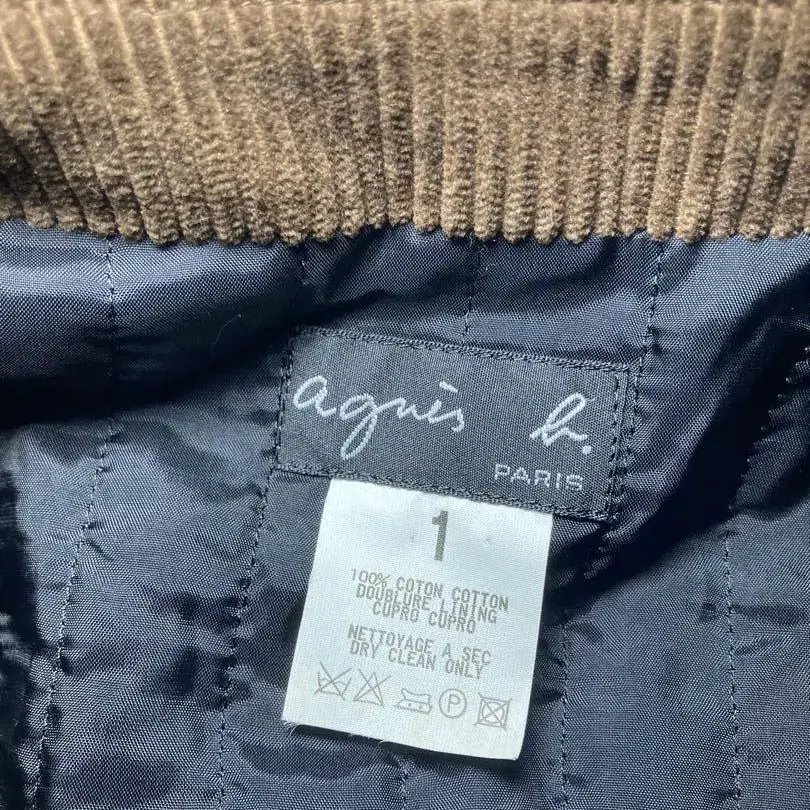 agnès b.
PARIS
1
100% COTON COTTON
DOUBLURE LINING
CUPRO CUPRO
NETTOYAGE A SEC
DRY CLEAN ONLY
P